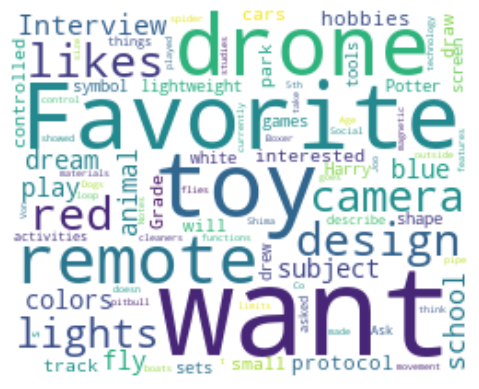 Interview
likes
drone
cars
hobbies
draw
screen
controlled
spider
things
played
studies
park
tools
technology
symbol
lightweight
Potter
size
control
showed
Favorite
currently
games
5th
take
Age
Boxer
Social
magnetic
outside
features
dream
animal
white
interested
Harry
blue
materials
Dogs
loop
play
toy
camera
red
Grade
notes
flies
will
Shima
describe
shape
activities
cleaners
functions
drew
design
remote
subject
school
pipe
colors
doesn
pitbull
limits
Co
asked
made
Ask
think
lights
Want
track
fly
boats
sets
small
protocol
movement